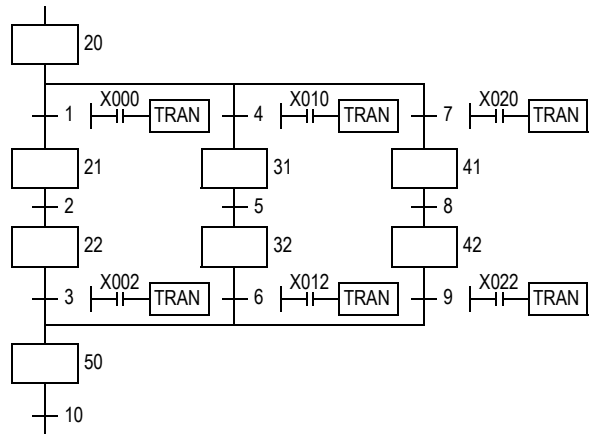 20
X000 X010 X020
1 TRAN 4 TRAN 7 TRAN
21 31 41
2 5 8
22 32 42
X002 X012 X022
3 TRAN 6 TRAN 9 TRAN
50
10